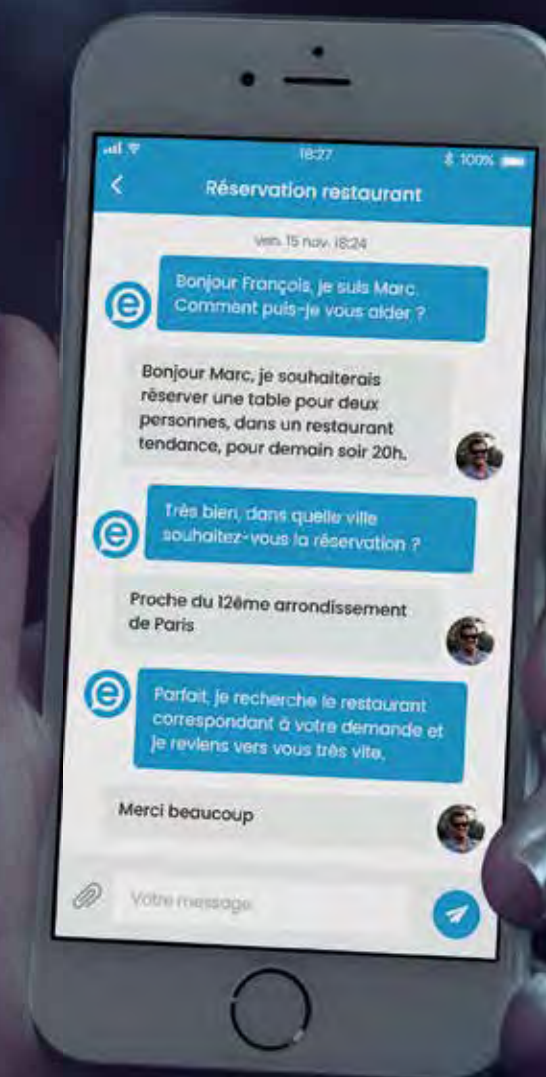 18:27
100%
Réservation restaurant
ven. 15 nov. 18:24
Bonjour François, je suis Marc.
Comment puis-je vous aider ?
e
Bonjour Marc, je souhaiterais
réserver une table pour deux
personnes, dans un restaurant
tendance, pour demain soir 20h.
Très bien, dans quelle ville
souhaitez-vous la réservation ?
e
Proche du 12ème arrondissement
de Paris
e
Parfait, je recherche le restaurant
correspondant à votre demande et
je reviens vers vous très vite.
Merci beaucoup
Votre message